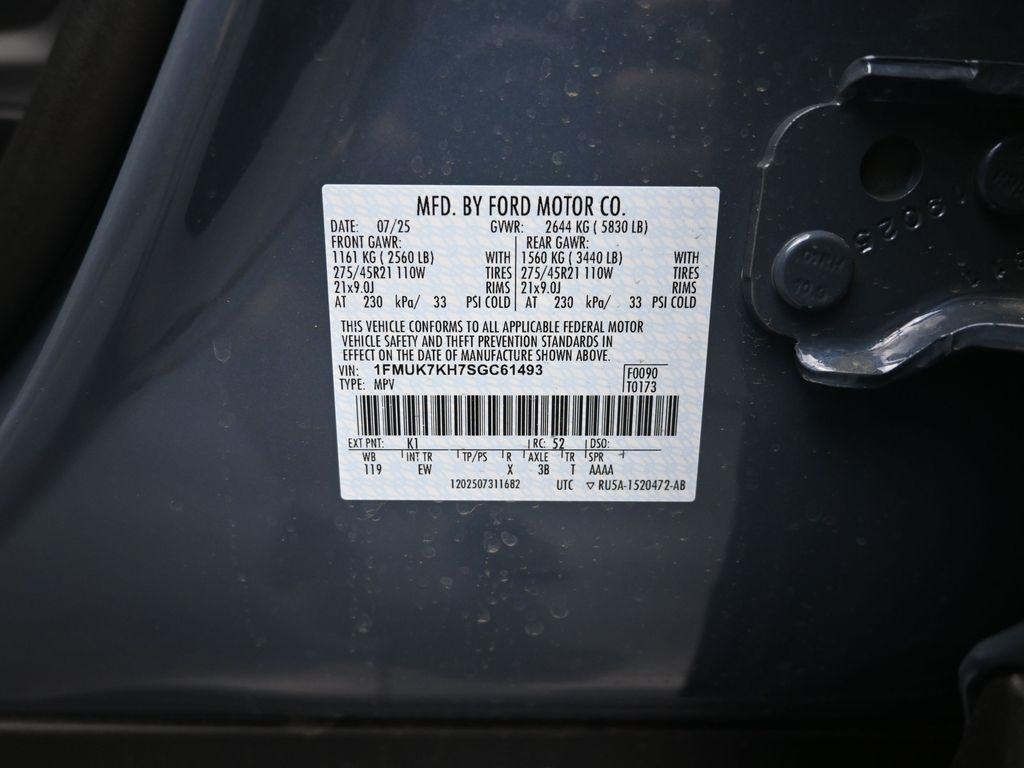 MFD. BY FORD MOTOR CO.
DATE: 07/25 GVWR: 2644 KG ( 5830 LB)
FRONT GAWR: REAR GAWR:
1161 KG ( 2560 LB) WITH 1560 KG ( 3440 LB) WITH
275/45R21 110W TIRES 275/45R21 110W TIRES
21x9.0J RIMS 21x9.0J RIMS
AT 230 kPa/ 33 PSI COLD AT 230 kPa/ 33 PSI COLD
THIS VEHICLE CONFORMS TO ALL APPLICABLE FEDERAL MOTOR
VEHICLE SAFETY AND THEFT PREVENTION STANDARDS IN
EFFECT ON THE DATE OF MANUFACTURE SHOWN ABOVE.
VIN: 1FMUK7KH7SGC61493 F0090
TYPE: MPV T0173
EXT PNT: K1 RC: 52 DSO:
WB INT TR TP/PS R AXLE TR SPR
119 EW X 3B T AAAA
1202507311682 UTC ▽ RU5A-1520472-AB
19025
10.9